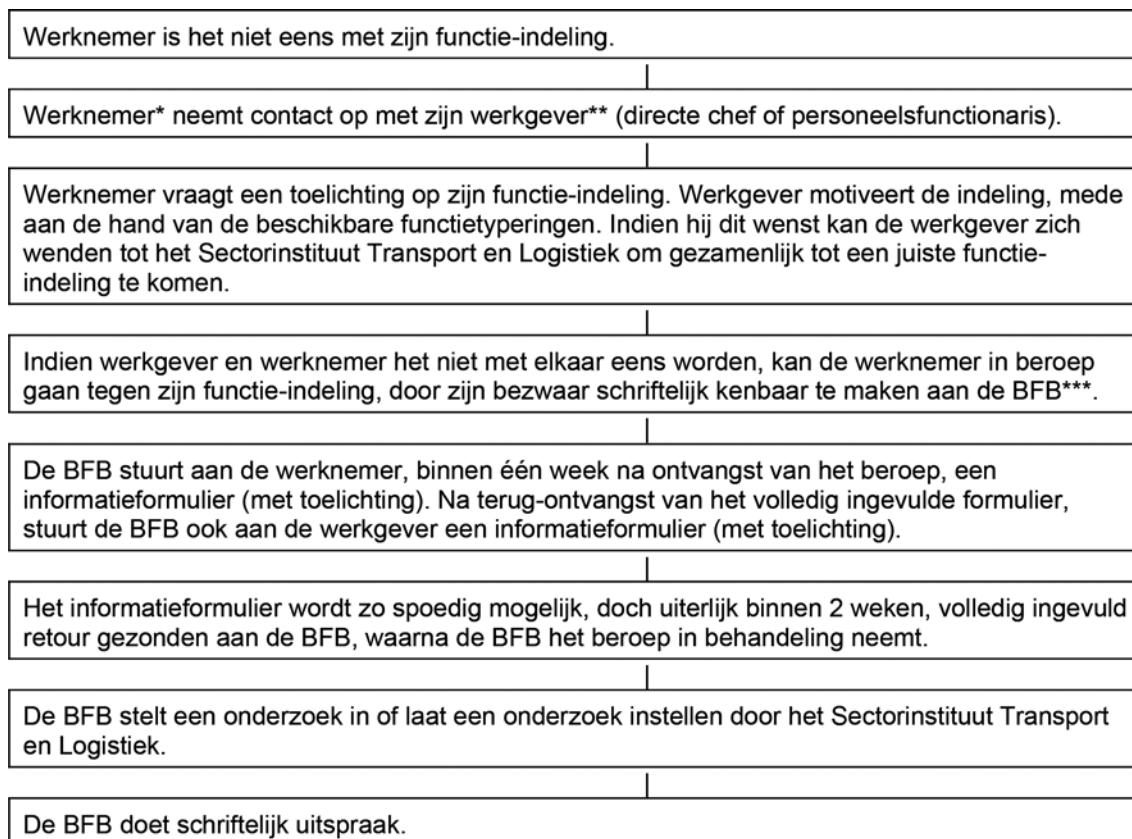 Werknemer is het niet eens met zijn functie-indeling.
Werknemer* neemt contact op met zijn werkgever** (directe chef of personeelsfunctionaris).
Werknemer vraagt een toelichting op zijn functie-indeling. Werkgever motiveert de indeling, mede
aan de hand van de beschikbare functietyperingen. Indien hij dit wenst kan de werkgever zich
wenden tot het Sectorinstituut Transport en Logistiek om gezamenlijk tot een juiste functie-
indeling te komen.
Indien werkgever en werknemer het niet met elkaar eens worden, kan de werknemer in beroep
gaan tegen zijn functie-indeling, door zijn bezwaar schriftelijk kenbaar te maken aan de BFB***.
De BFB stuurt aan de werknemer, binnen één week na ontvangst van het beroep, een
informatieformulier (met toelichting). Na terug-ontvangst van het volledig ingevulde formulier,
stuurt de BFB ook aan de werkgever een informatieformulier (met toelichting).
Het informatieformulier wordt zo spoedig mogelijk, doch uiterlijk binnen 2 weken, volledig ingevuld
retour gezonden aan de BFB, waarna de BFB het beroep in behandeling neemt.
De BFB stelt een onderzoek in of laat een onderzoek instellen door het Sectorinstituut Transport
en Logistiek.
De BFB doet schriftelijk uitspraak.